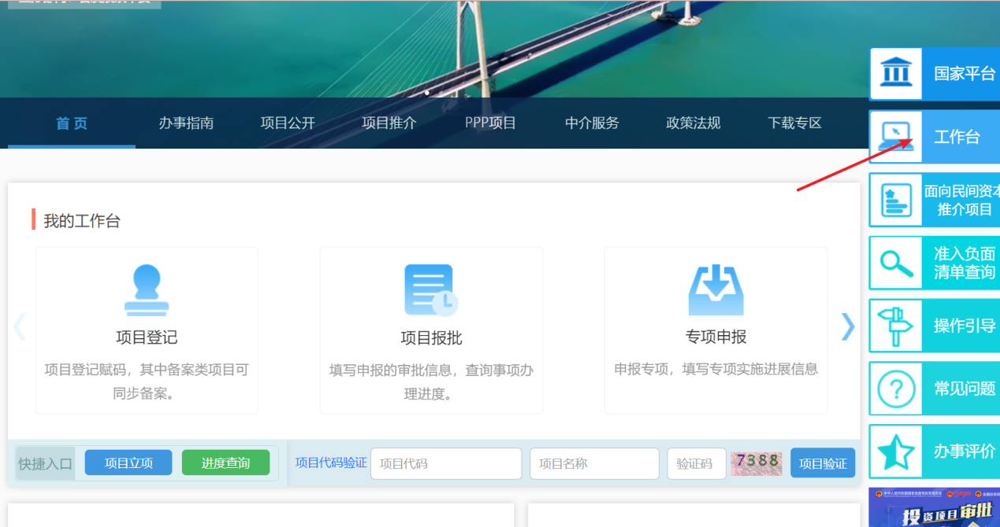 首 页
办事指南
项目公开
项目推介
PPP项目
中介服务
政策法规
下载专区
国家平台
工作台
面向民间资本
推介项目
准入负面
清单查询
操作引导
常见问题
办事评价
我的工作台
项目登记
项目登记赋码，其中备案类项目可
同步备案。
项目报批
填写申报的审批信息，查询事项办
理进度。
专项申报
申报专项，填写专项实施进展信息
快捷入口
项目立项
进度查询
项目代码验证
项目代码
项目名称
验证码
7388
项目验证
投资项目审批